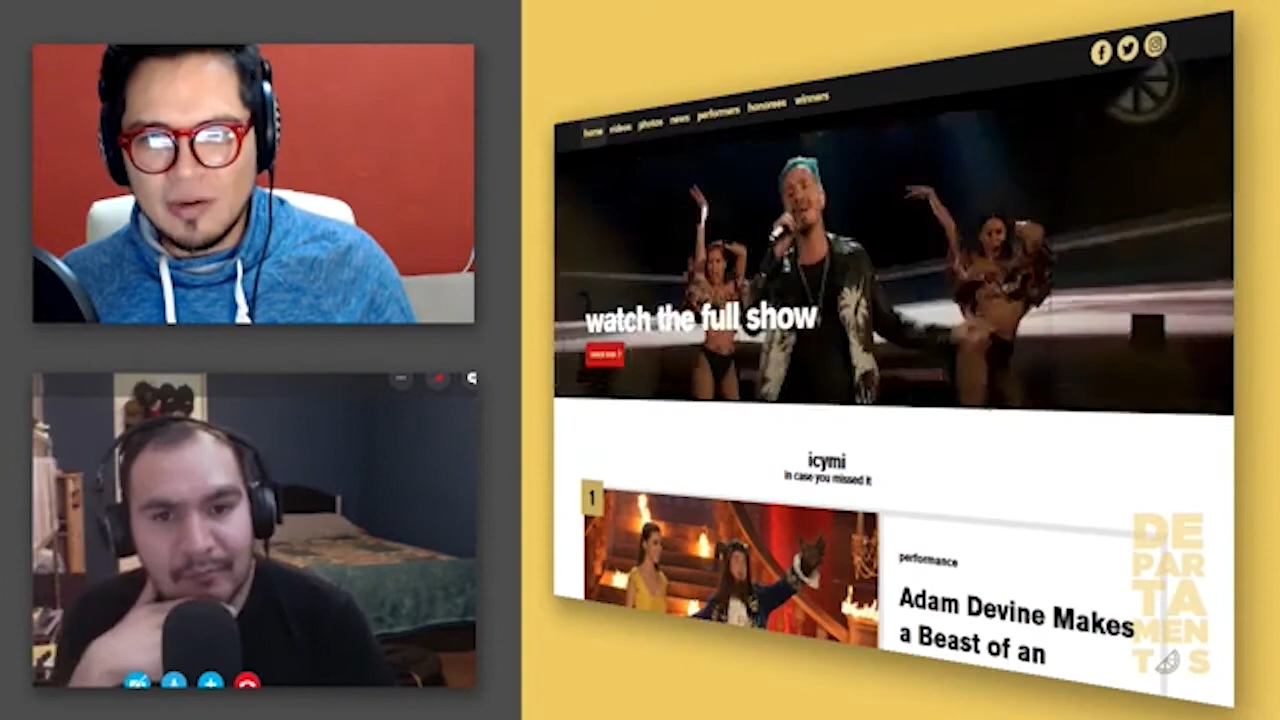 home videos photos news performers honorees winners
watch the full show
icymi
in case you missed it
1
performance
Adam Devine Makes
a Beast of an
DE
PAR
TA
MEN
TOS